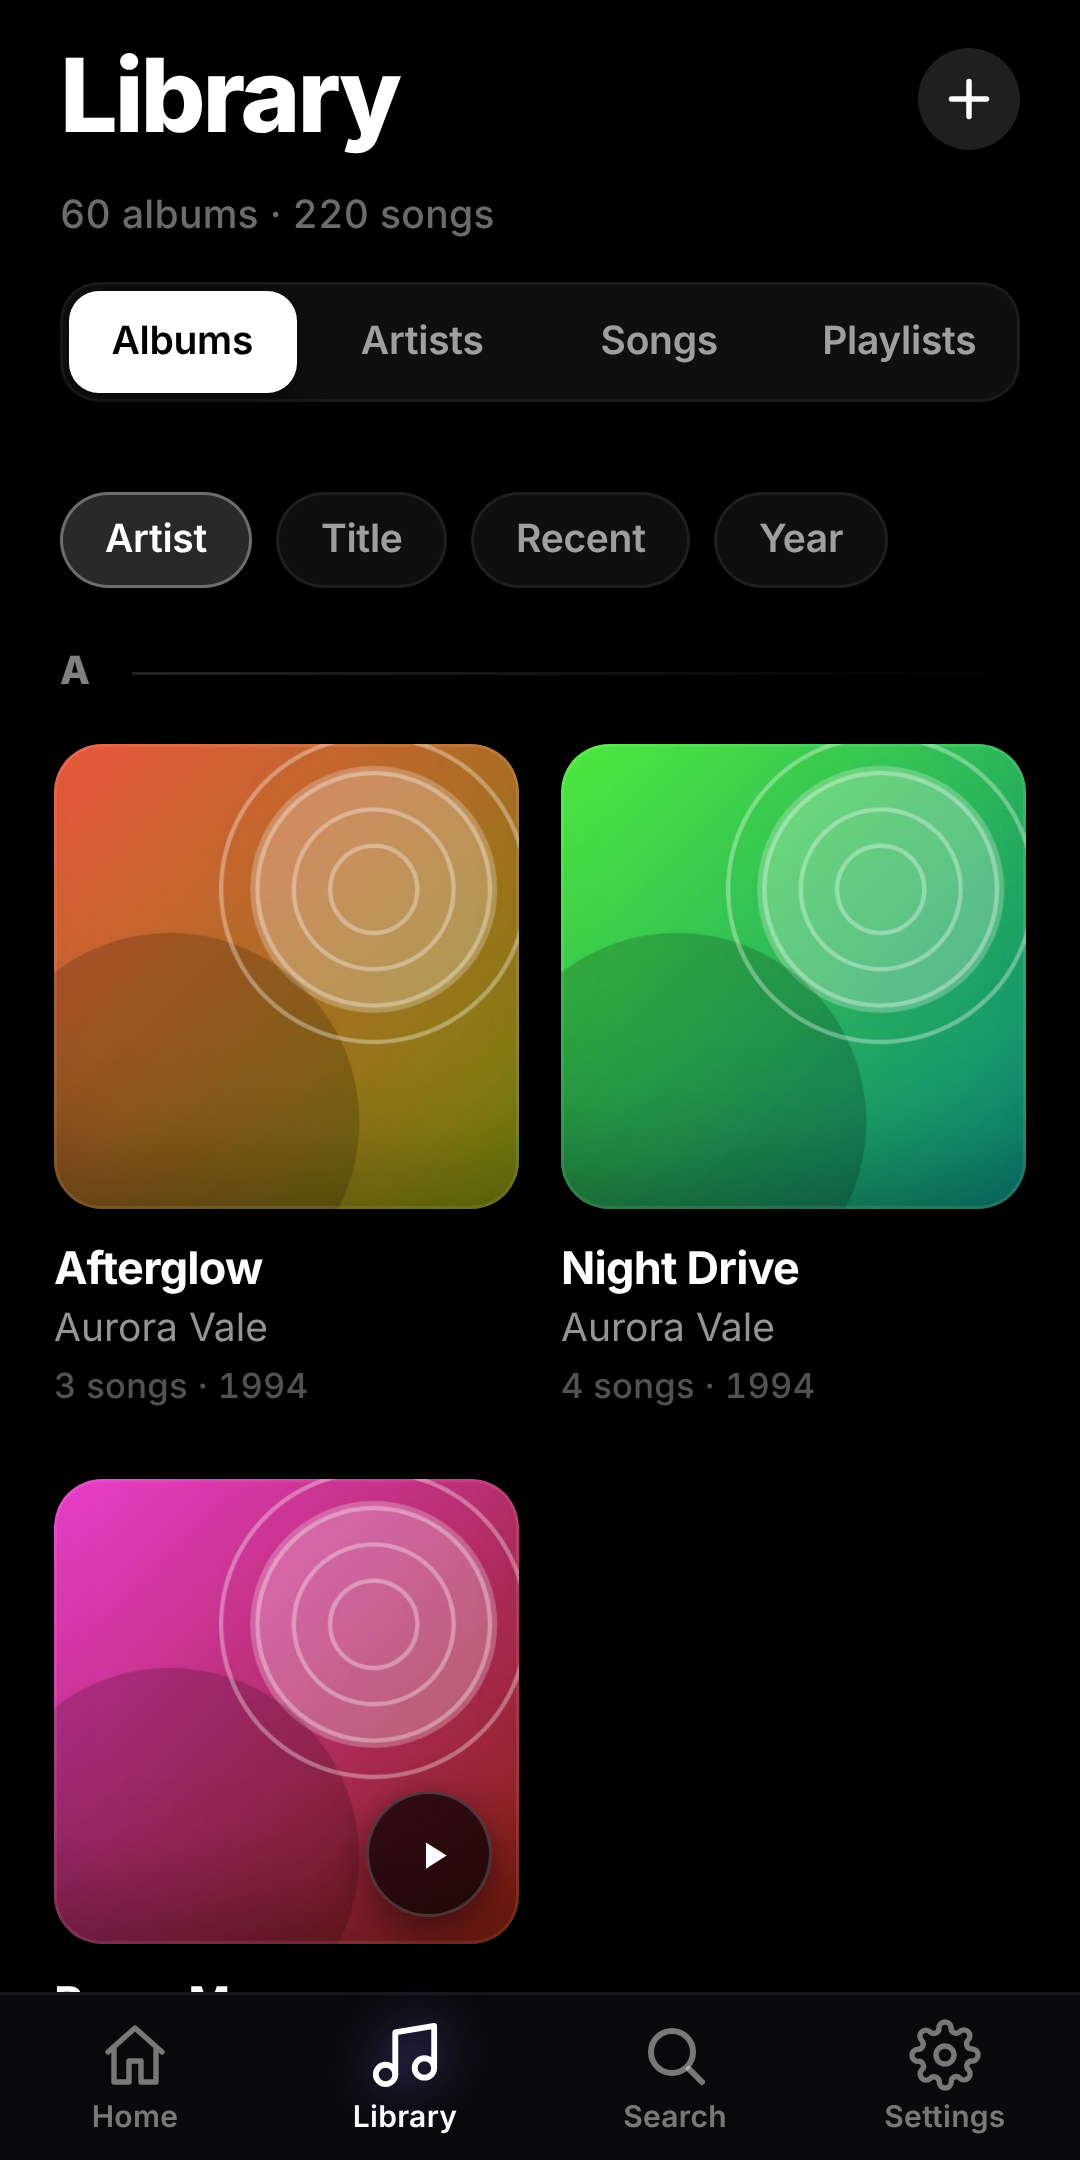 Library
60 albums · 220 songs
Albums Artists Songs Playlists
Artist Title Recent Year
A
Afterglow Night Drive
Aurora Vale Aurora Vale
3 songs · 1994 4 songs · 1994
Home Library Search Settings